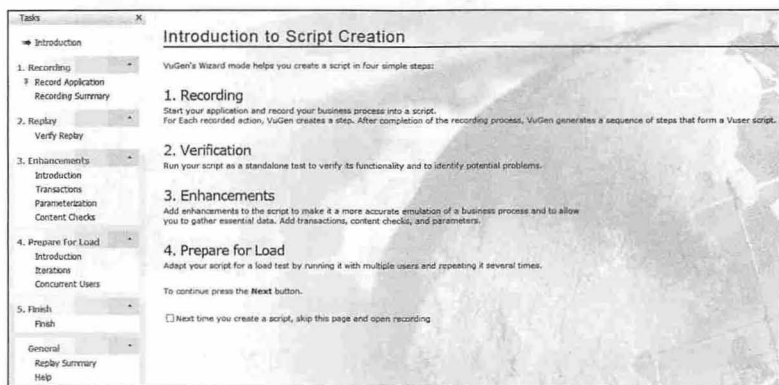 Tasks
Introduction
1. Recording
Record Application
Recording Summary
2. Replay
Verify Replay
3. Enhancements
Introduction
Transactions
Parameterization
Content Checks
4. Prepare for Load
Introduction
Iterations
Concurrent Users
5. Finish
Finish
General
Replay Summary
Help
Introduction to Script Creation
VuGen's Wizard mode helps you create a script in four simple steps:
1. Recording
Start your application and record your business process into a script.
For Each recorded action, VuGen creates a step. After completion of the recording process, VuGen generates a sequence of steps that form a Vuser script.
2. Verification
Run your script as a standalone test to verify its functionality and to identify potential problems.
3. Enhancements
Add enhancements to the script to make it a more accurate emulation of a business process and to allow
you to gather essential data. Add transactions, content checks, and parameters.
4. Prepare for Load
Adapt your script for a load test by running it with multiple users and repeating it several times.
To continue press the Next button.
Next time you create a script, skip this page and open recording